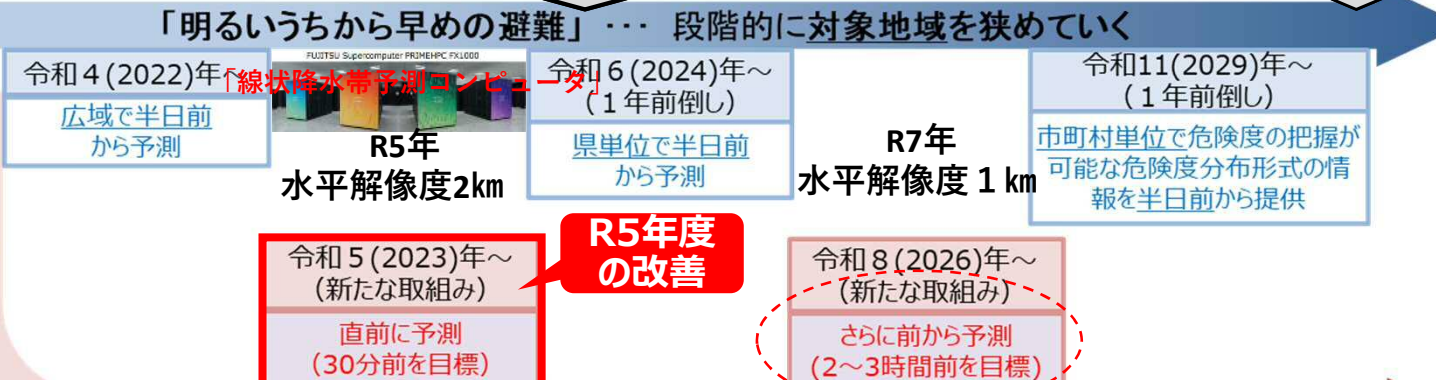 「明るいうちから早めの避難」･･･ 段階的に対象地域を狭めていく
令和４(2022)年～
広域で半日前
から予測
FUJITSU Supercomputer PRIMEHPC FX1000
「線状降水帯予測コンピュータ」
R5年
水平解像度2㎞
令和６(2024)年～
(１年前倒し)
県単位で半日前
から予測
R7年
水平解像度１㎞
令和11(2029)年～
(１年前倒し)
市町村単位で危険度の把握が
可能な危険度分布形式の情
報を半日前から提供
令和５(2023)年～
(新たな取組み)
直前に予測
(30分前を目標)
R5年度
の改善
令和８(2026)年～
(新たな取組み)
さらに前から予測
(2～3時間前を目標)